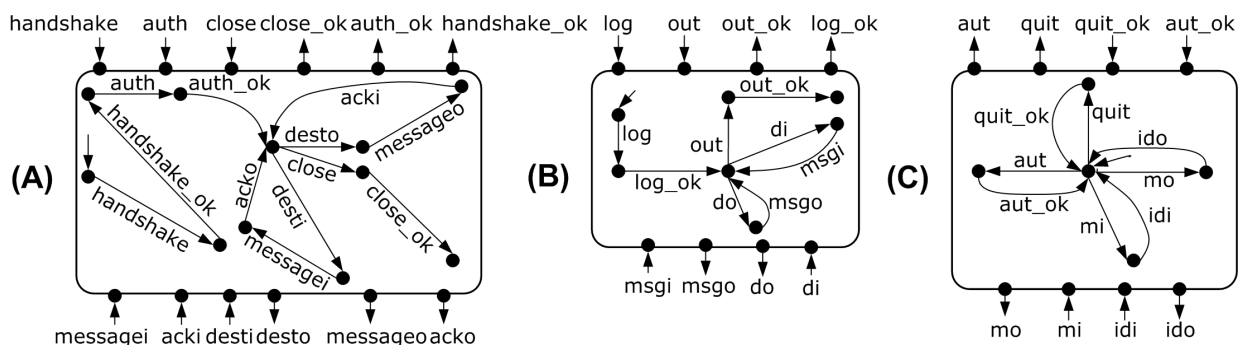 handshake auth close close_ok auth_ok handshake_ok log out out_ok log_ok aut quit quit_ok aut_ok
(A)
auth auth_ok
acki
desto
messageo
close
acko
desti
handshake_ok
handshake
close_ok
messagei
messagei acki desti desto messageo acko
(B)
out_ok
log
di
out
msgi
log_ok
do
msgo
msgi msgo do di
(C)
quit_ok
quit
ido
aut
mo
aut_ok
mi
idi
mo mi idi ido